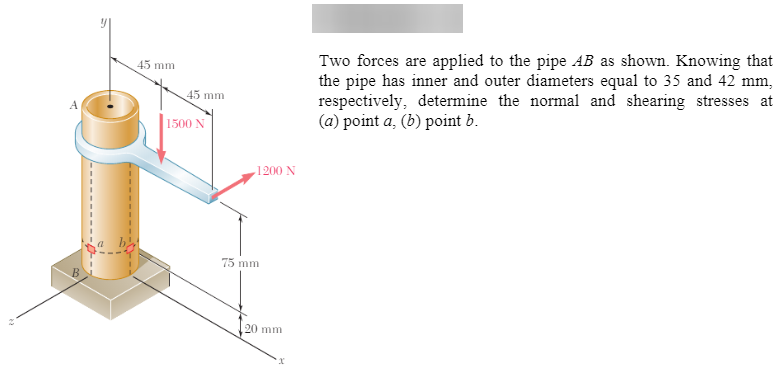 y
45 mm
45 mm
A
1500 N
1200 N
a b
75 mm
B
z
20 mm
x
Two forces are applied to the pipe AB as shown. Knowing that
the pipe has inner and outer diameters equal to 35 and 42 mm,
respectively, determine the normal and shearing stresses at
(a) point a, (b) point b.